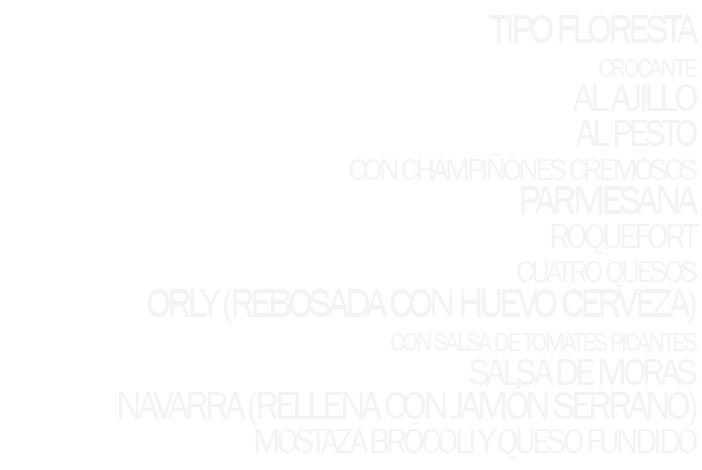 TIPO FLORESTA
CROCANTE
AL AJILLO
AL PESTO
CON CHAMPIÑONES CREMOSOS
PARMESANA
ROQUEFORT
CUATRO QUESOS
ORLY (REBOSADA CON HUEVO CERVEZA)
CON SALSA DE TOMATES PICANTES
SALSA DE MORAS
NAVARRA (RELLENA CON JAMÓN SERRANO)
MOSTAZA BRÓCOLI Y QUESO FUNDIDO